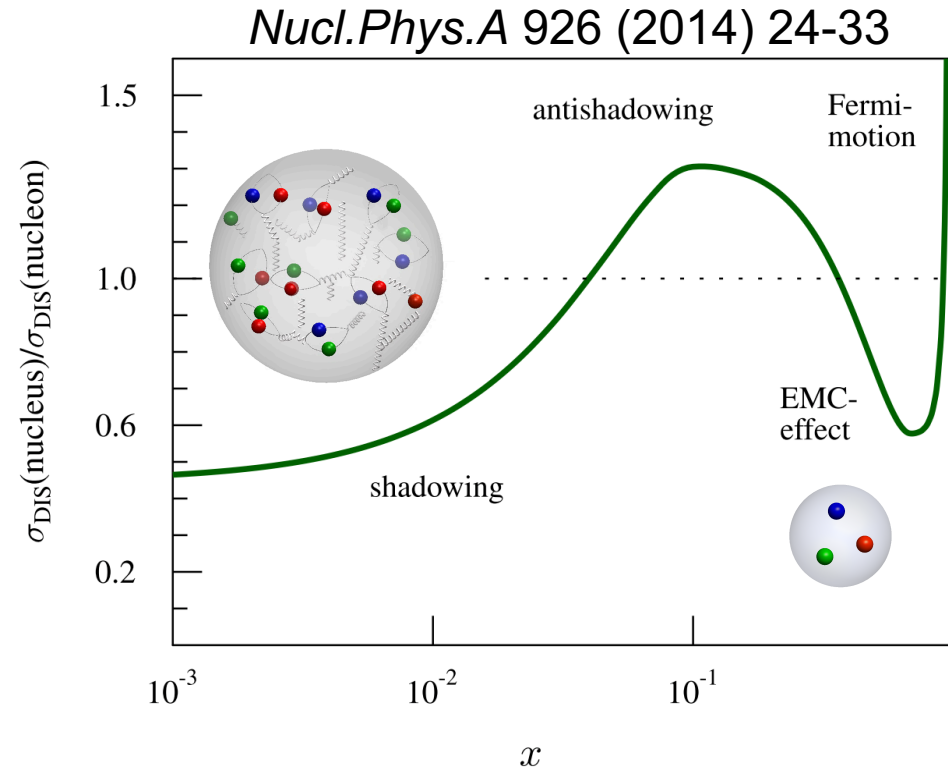 Nucl.Phys.A 926 (2014) 24-33
1.5
antishadowing
Fermi-
motion
σDIS(nucleus)/σDIS(nucleon)
1.0
EMC-
effect
0.6
shadowing
0.2
10-3
10-2
10-1
x